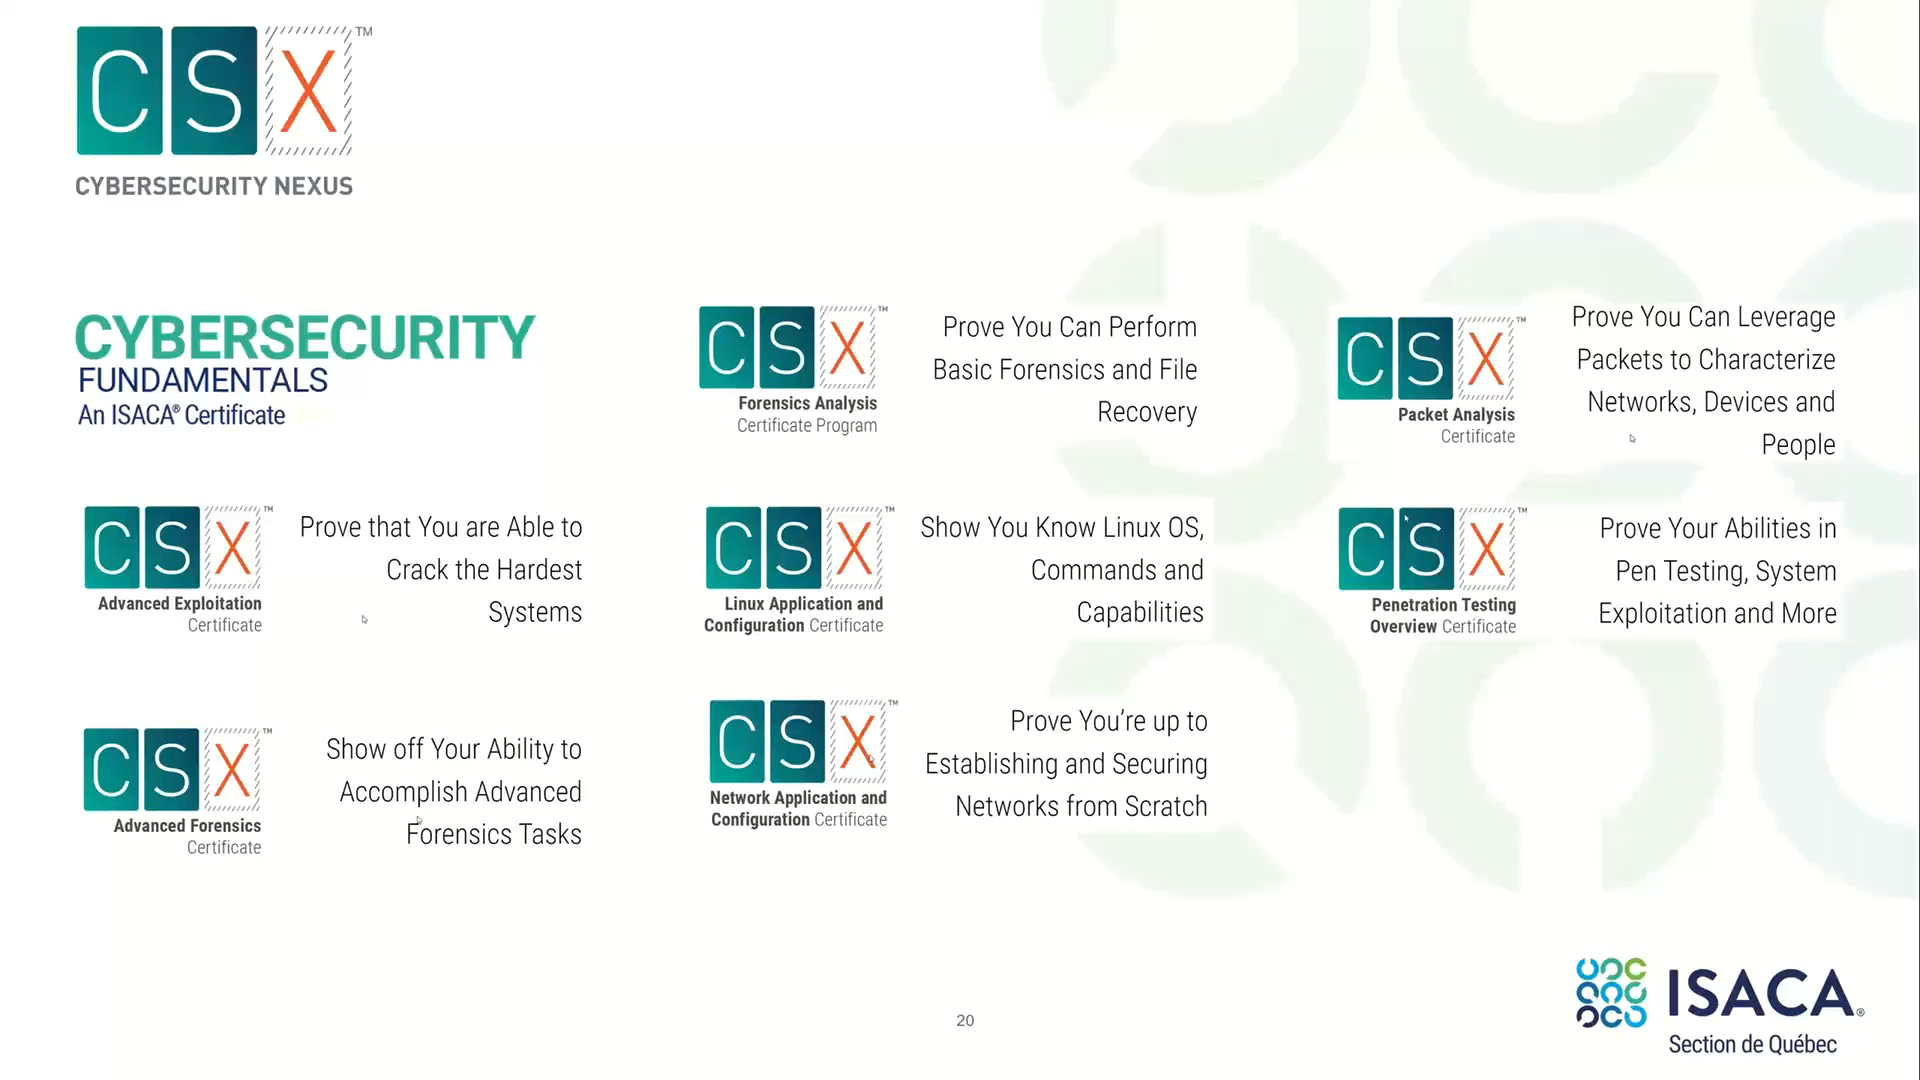 CSX™
CYBERSECURITY NEXUS
CYBERSECURITY
FUNDAMENTALS
An ISACA® Certificate
CSX™
Forensics Analysis
Certificate Program
Prove You Can Perform
Basic Forensics and File
Recovery
CSX™
Packet Analysis
Certificate
Prove You Can Leverage
Packets to Characterize
Networks, Devices and
People
CSX™
Advanced Exploitation
Certificate
Prove that You are Able to
Crack the Hardest
Systems
CSX™
Linux Application and
Configuration Certificate
Show You Know Linux OS,
Commands and
Capabilities
CSX™
Penetration Testing
Overview Certificate
Prove Your Abilities in
Pen Testing, System
Exploitation and More
CSX™
Advanced Forensics
Certificate
Show off Your Ability to
Accomplish Advanced
Forensics Tasks
CSX™
Network Application and
Configuration Certificate
Prove You’re up to
Establishing and Securing
Networks from Scratch
20
ISACA®
Section de Québec